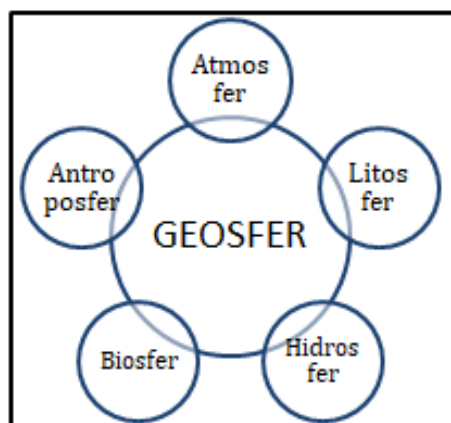 Atmos
fer
Antro
posfer
Litos
fer
GEOSFER
Biosfer
Hidros
fer